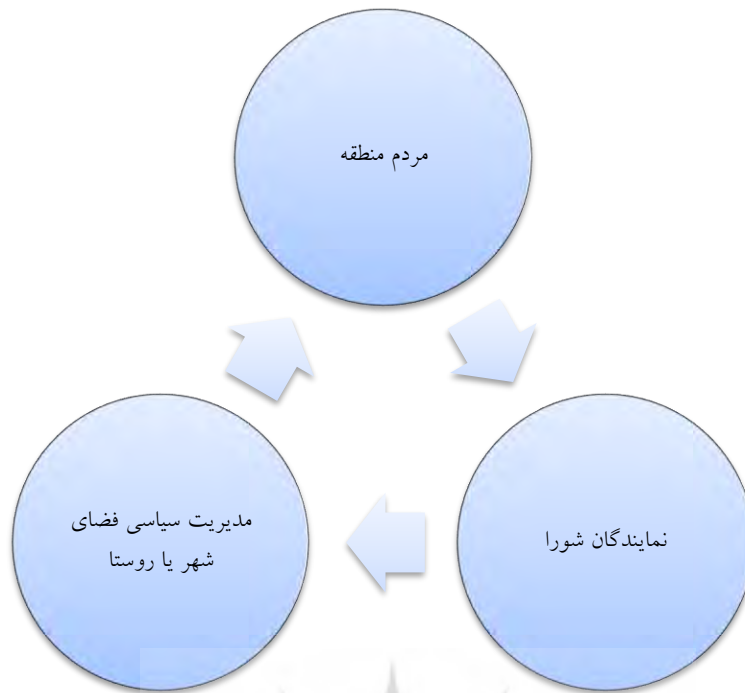 مردم منطقه
نمایندگان شورا
مدیریت سیاسی فضای
شهر یا روستا